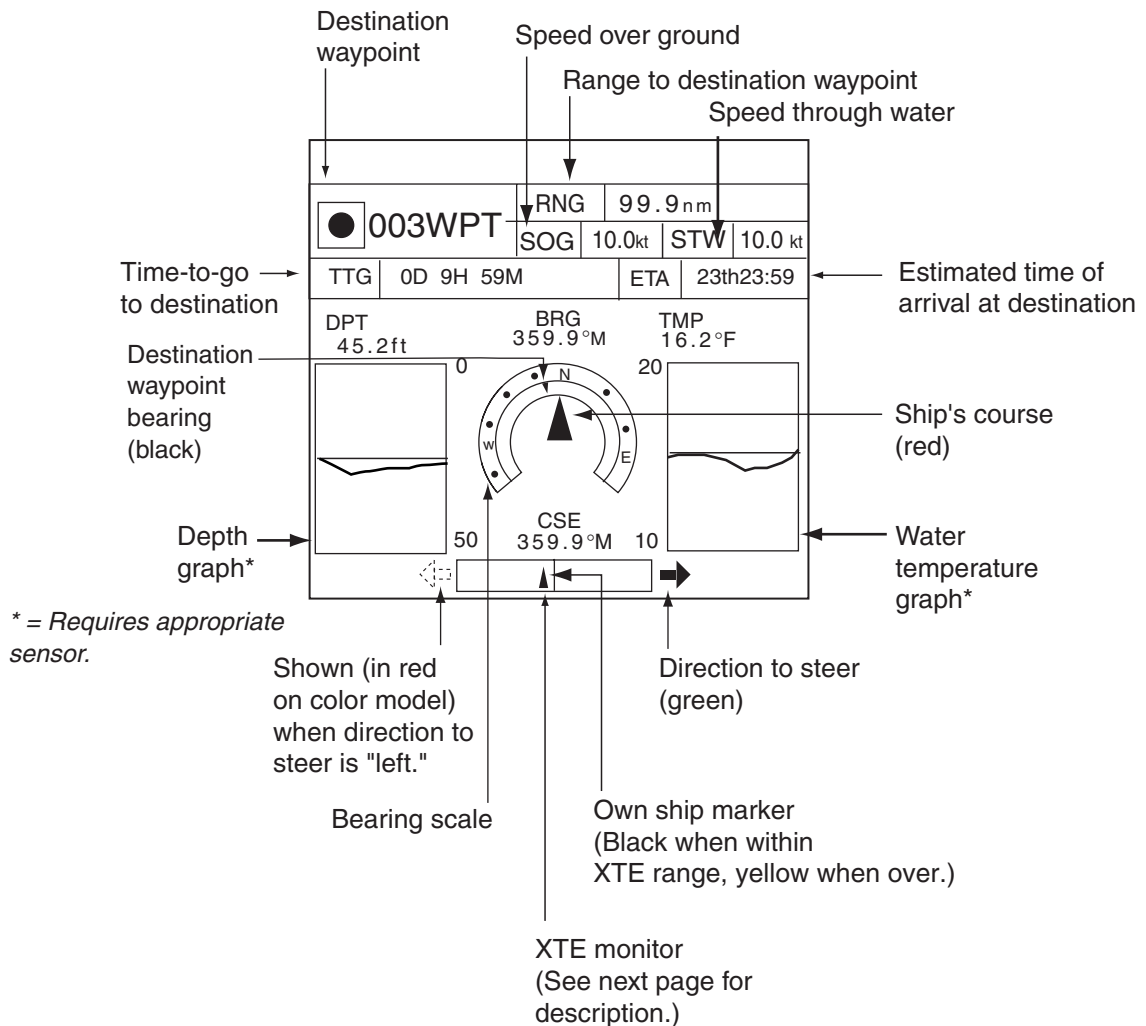 Destination
waypoint
Speed over ground
Range to destination waypoint
Speed through water
RNG 99.9nm
003WPT
SOG 10.0kt STW 10.0 kt
Time-to-go
to destination
TTG 0D 9H 59M ETA 23th23:59
Estimated time of
arrival at destination
DPT
45.2ft
BRG
359.9°M
TMP
16.2°F
Destination
waypoint
bearing
(black)
0
20
N
W
E
Ship's course
(red)
Depth
graph*
50
CSE
359.9°M
10
Water
temperature
graph*
* = Requires appropriate
sensor.
Shown (in red
on color model)
when direction to
steer is "left."
Direction to steer
(green)
Bearing scale
Own ship marker
(Black when within
XTE range, yellow when over.)
XTE monitor
(See next page for
description.)